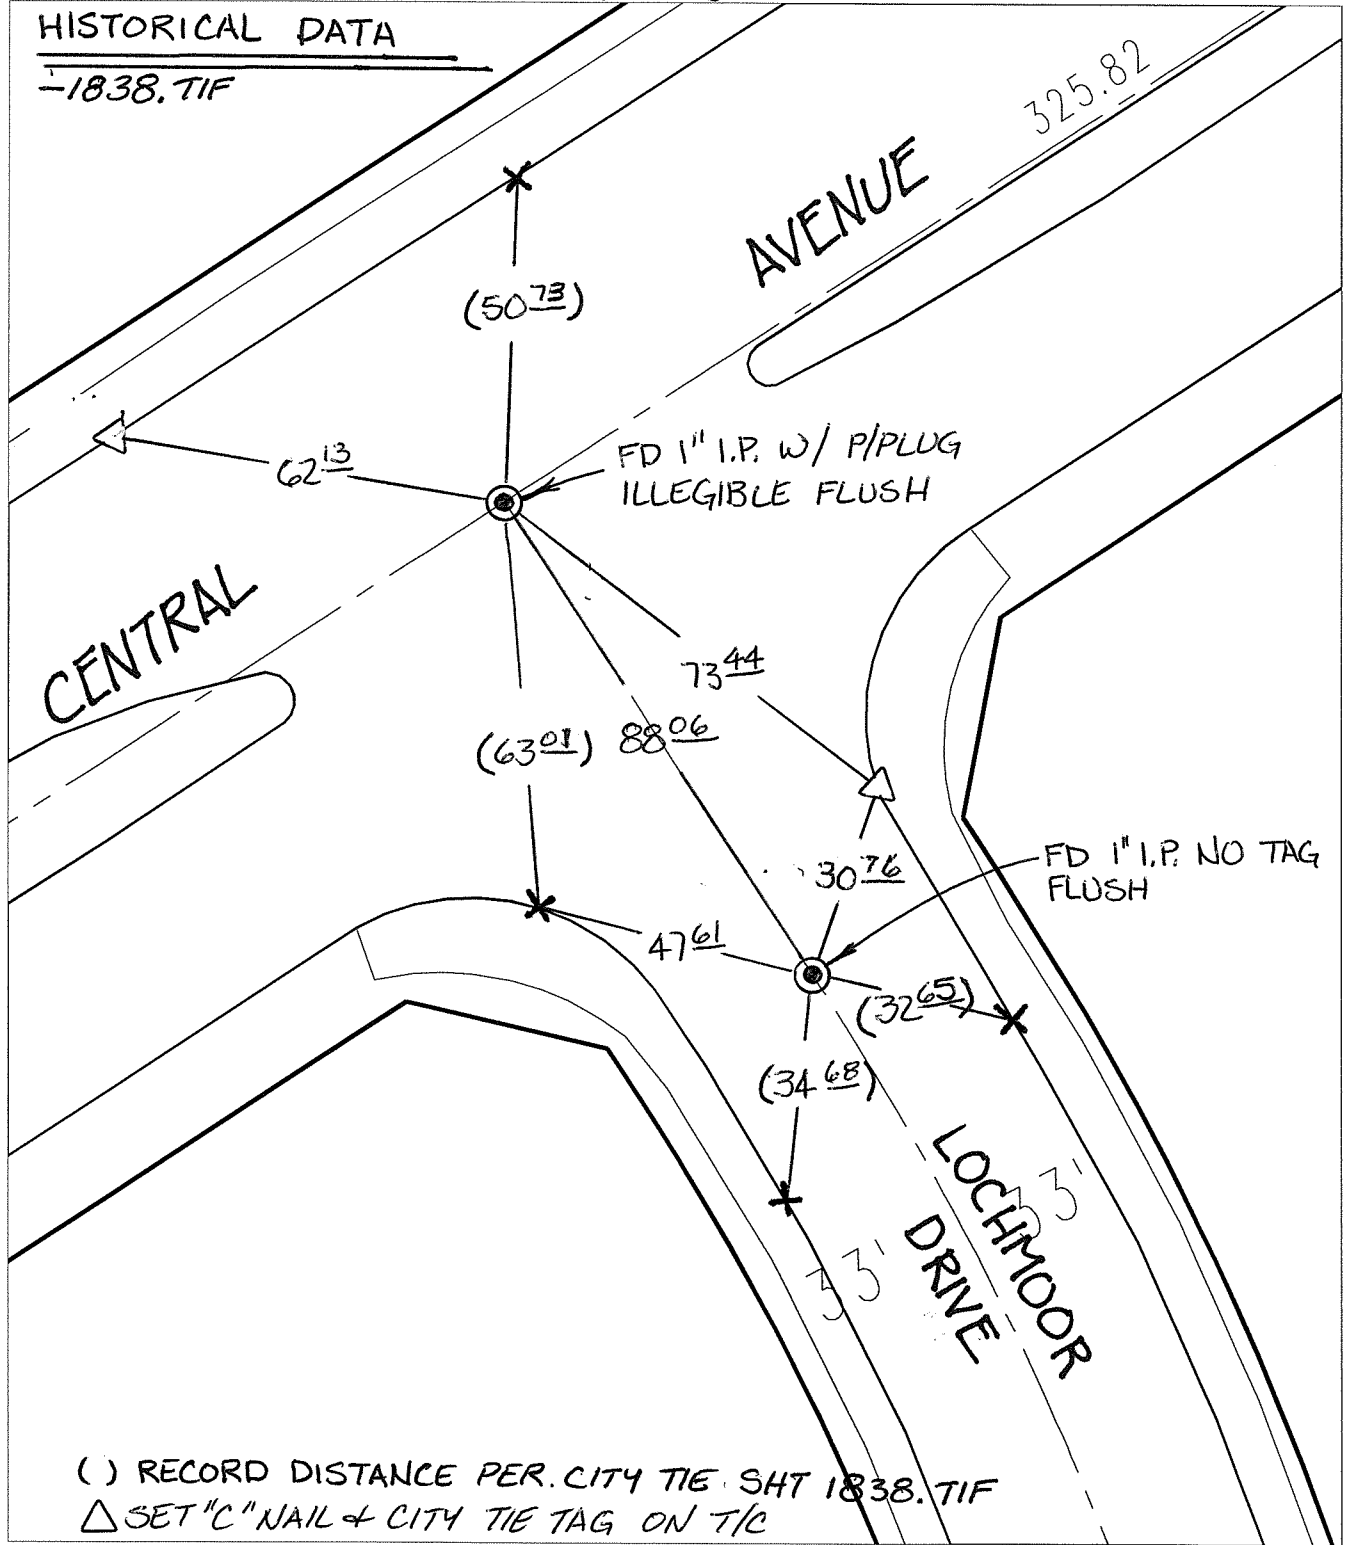 HISTORICAL DATA
-1838.TIF
325.82
AVENUE
(50 73)
62 13
FD 1" I.P. W/ P/PLUG
ILLEGIBLE FLUSH
CENTRAL
73 44
(63 01) 88 06
30 76
FD 1" I.P. NO TAG
FLUSH
47 61
(32 65)
(34 68)
LOCHMOOR
DRIVE
33'
33'
( ) RECORD DISTANCE PER. CITY TIE SHT 1838.TIF
△ SET "C" NAIL & CITY TIE TAG ON T/C